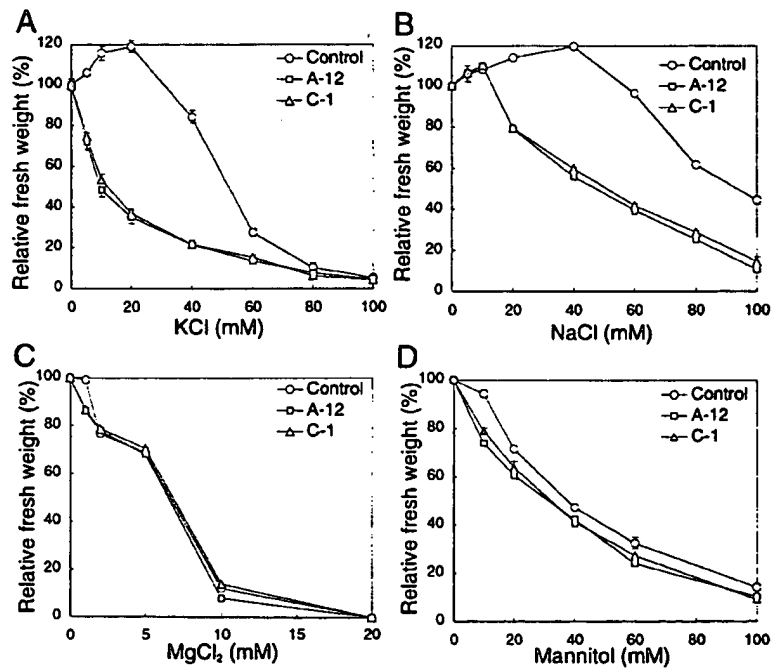 A
Relative fresh weight (%)
120
100
80
60
40
20
0
Control
A-12
C-1
0 20 40 60 80 100
KCl (mM)
B
Relative fresh weight (%)
120
100
80
60
40
20
0
Control
A-12
C-1
0 20 40 60 80 100
NaCl (mM)
C
Relative fresh weight (%)
100
80
60
40
20
0
Control
A-12
C-1
0 5 10 15 20
MgCl₂ (mM)
D
Relative fresh weight (%)
100
80
60
40
20
0
Control
A-12
C-1
0 20 40 60 80 100
Mannitol (mM)